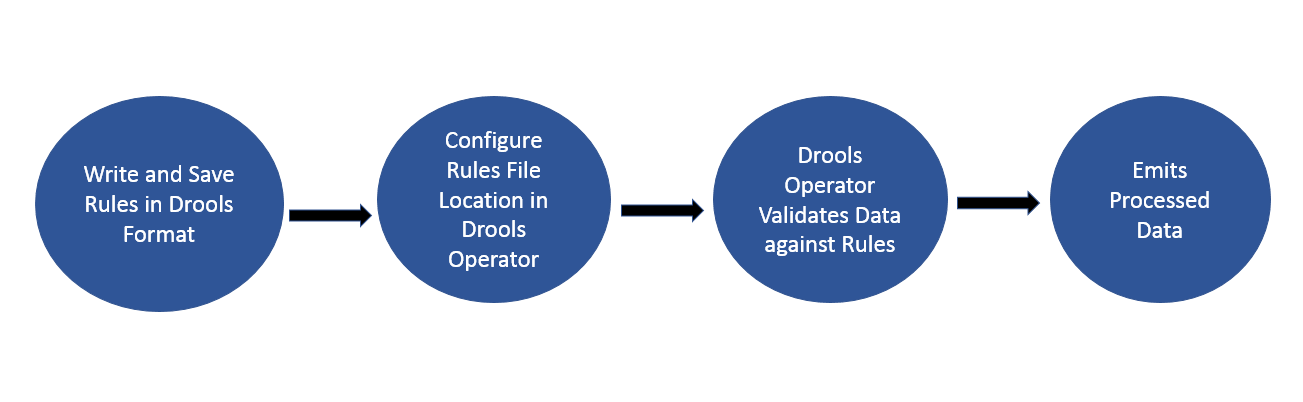 Write and Save
Rules in Drools
Format
Configure
Rules File
Location in
Drools
Operator
Drools
Operator
Validates Data
against Rules
Emits
Processed
Data